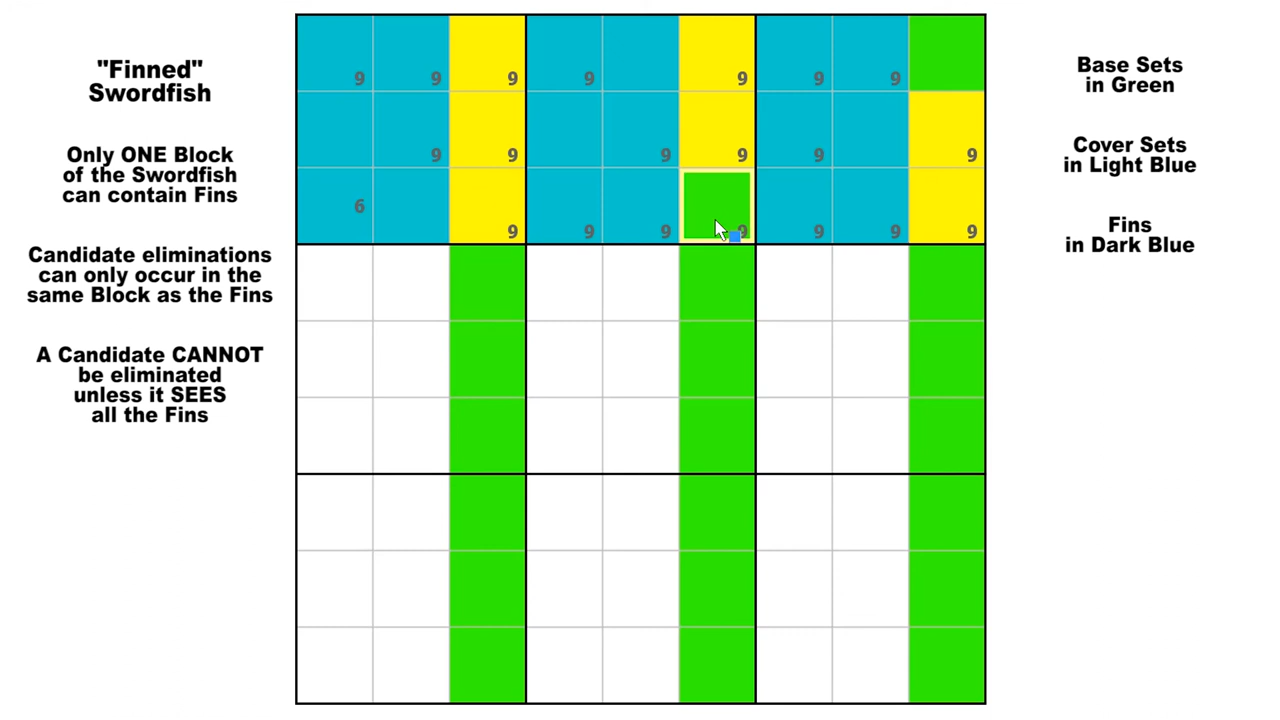 "Finned"
Swordfish
Only ONE Block
of the Swordfish
can contain Fins
Candidate eliminations
can only occur in the
same Block as the Fins
A Candidate CANNOT
be eliminated
unless it SEES
all the Fins
9 9 9 9 9 9 9
9 9 9 9 9 9
6
9 9 9 9 9 9
Base Sets
in Green
Cover Sets
in Light Blue
Fins
in Dark Blue